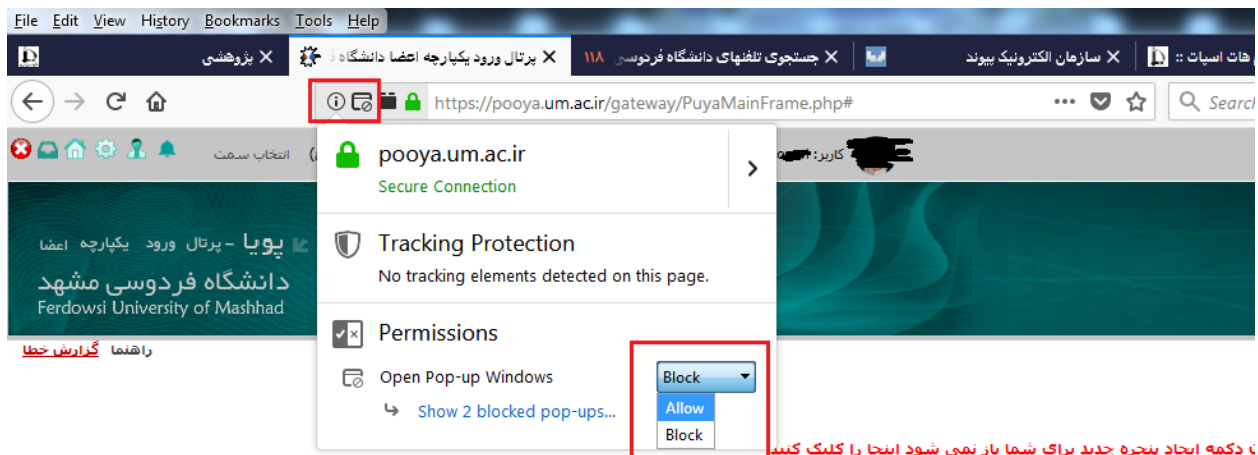 File Edit View History Bookmarks Tools Help
پژوهشی
پرتال ورود یکپارچه اعضا دانشگاه
۱۱۸ جستجوی تلفنهای دانشگاه فردوسی
سازمان الکترونیک پیوند
هات اسپات ::
https://pooya.um.ac.ir/gateway/PuyaMainFrame.php#
Search
انتخاب سمت
کاربر:
pooya.um.ac.ir
Secure Connection
پویا - پرتال ورود یکپارچه اعضا
دانشگاه فردوسی مشهد
Ferdowsi University of Mashhad
Tracking Protection
No tracking elements detected on this page.
Permissions
راهنما گزارش خطا
Open Pop-up Windows
Block
Show 2 blocked pop-ups...
Allow
Block
دکمه ایجاد پنجره جدید برای شما باز نمی شود اینجا را کلیک کنید